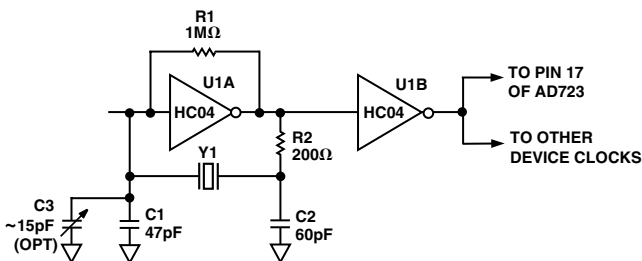 R1
1MΩ
U1A
HC04
U1B
HC04
TO PIN 17
OF AD723
R2
200Ω
TO OTHER
DEVICE CLOCKS
Y1
C3
~15pF
(OPT)
C1
47pF
C2
60pF